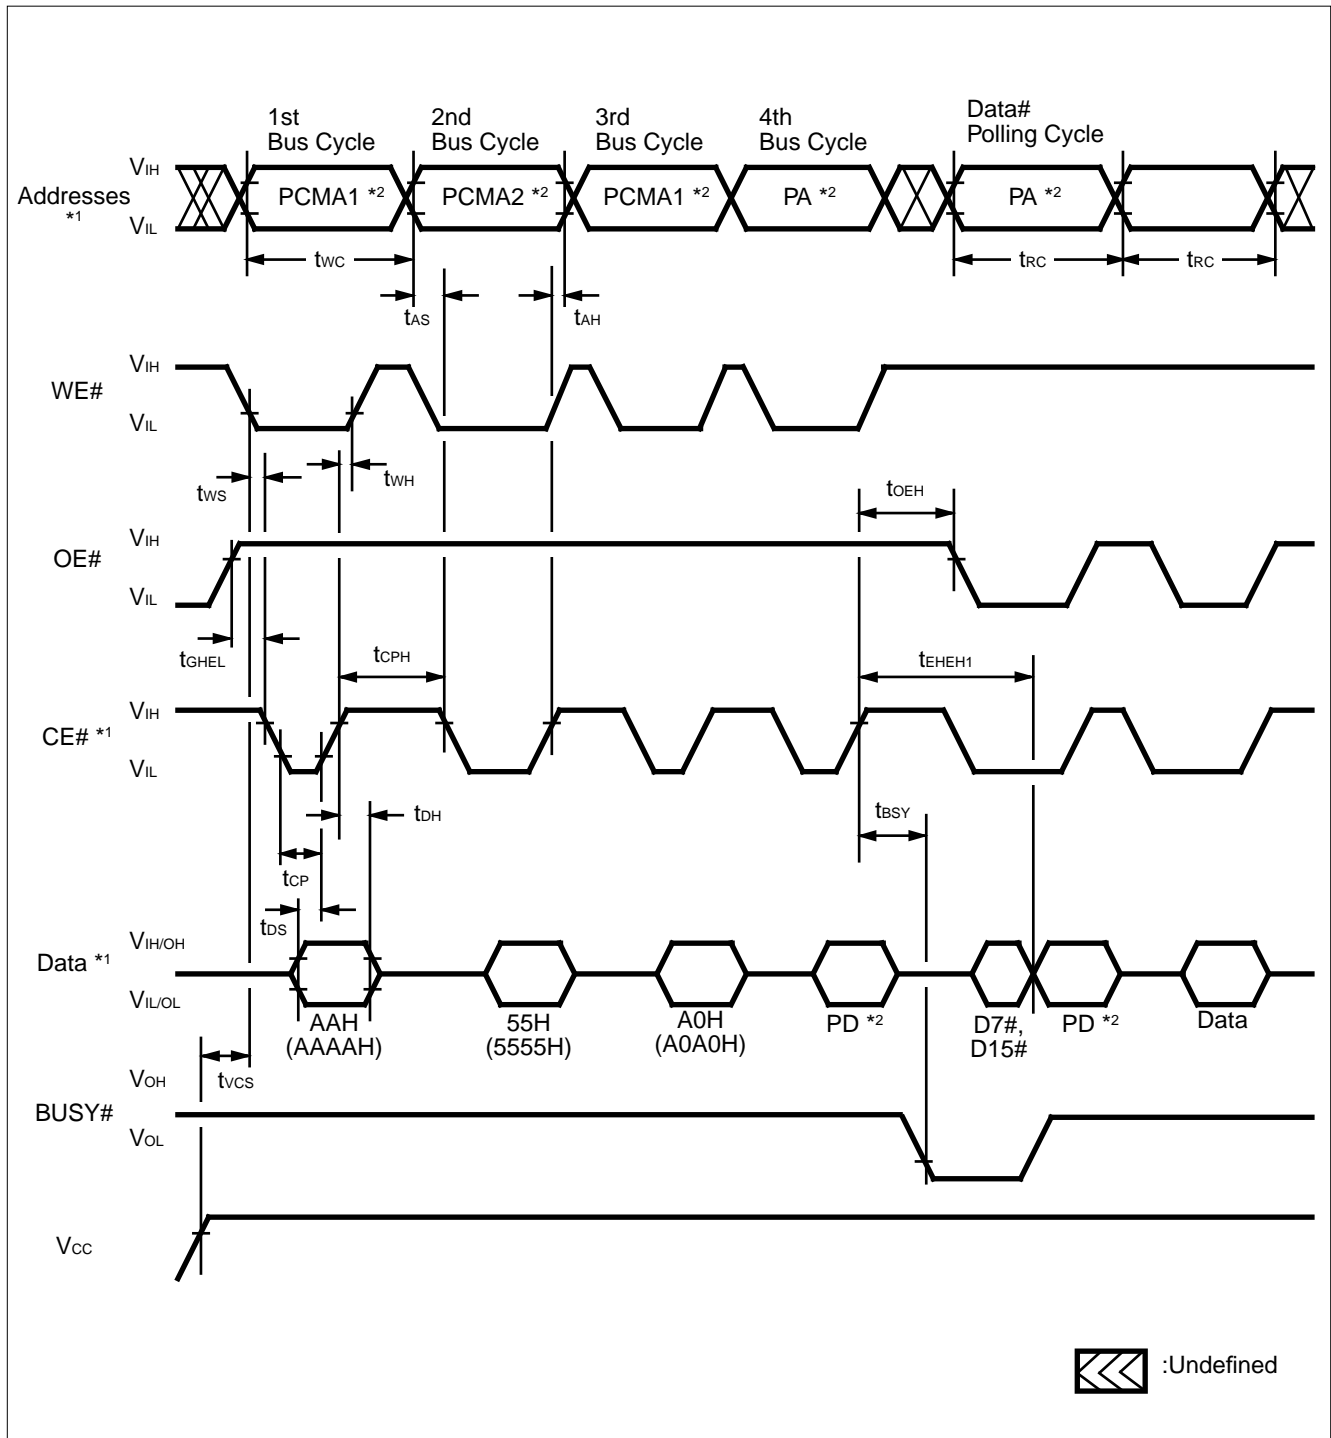 1st
Bus Cycle
2nd
Bus Cycle
3rd
Bus Cycle
4th
Bus Cycle
Data#
Polling Cycle
Addresses
*1
VIH
VIL
PCMA1 *2
PCMA2 *2
PCMA1 *2
PA *2
PA *2
tWC
tRC
tRC
tAS
tAH
WE#
VIH
VIL
tWS
tWH
tOEH
OE#
VIH
VIL
tGHEL
tCPH
tEHEH1
CE# *1
VIH
VIL
tDH
tBSY
tCP
tDS
Data *1
VIH/OH
VIL/OL
AAH
(AAAAH)
55H
(5555H)
A0H
(A0A0H)
PD *2
D7#,
D15#
PD *2
Data
tVCS
BUSY#
VOH
VOL
VCC
:Undefined